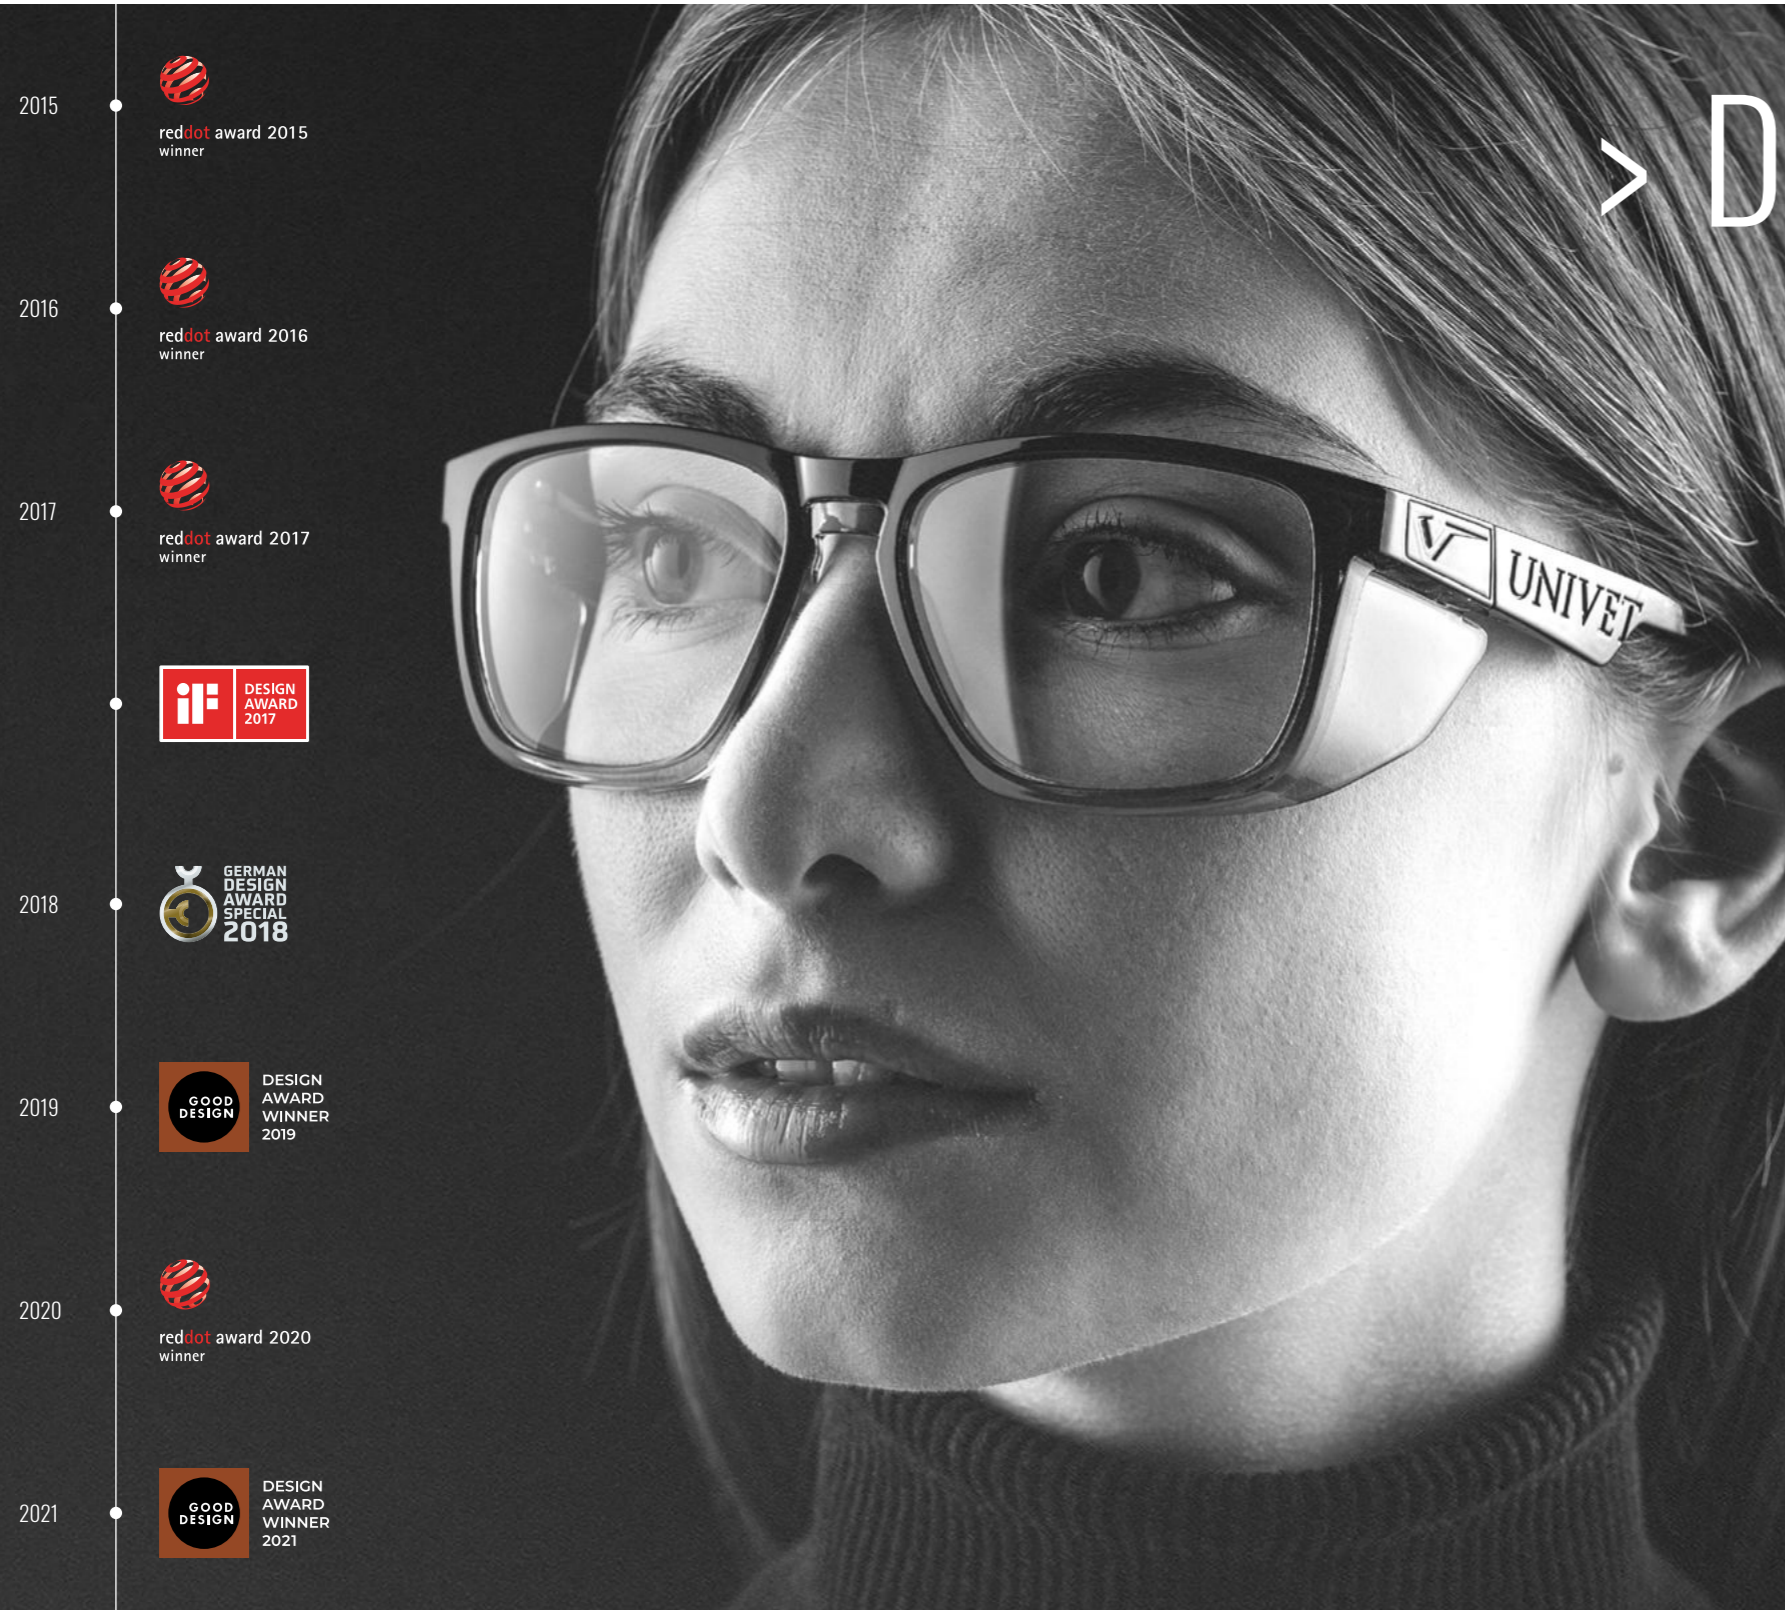 2015
reddot award 2015
winner
2016
reddot award 2016
winner
2017
reddot award 2017
winner
iF
DESIGN
AWARD
2017
2018
GERMAN
DESIGN
AWARD
SPECIAL
2018
2019
GOOD
DESIGN
DESIGN
AWARD
WINNER
2019
2020
reddot award 2020
winner
2021
GOOD
DESIGN
DESIGN
AWARD
WINNER
2021
> D
UNIVET